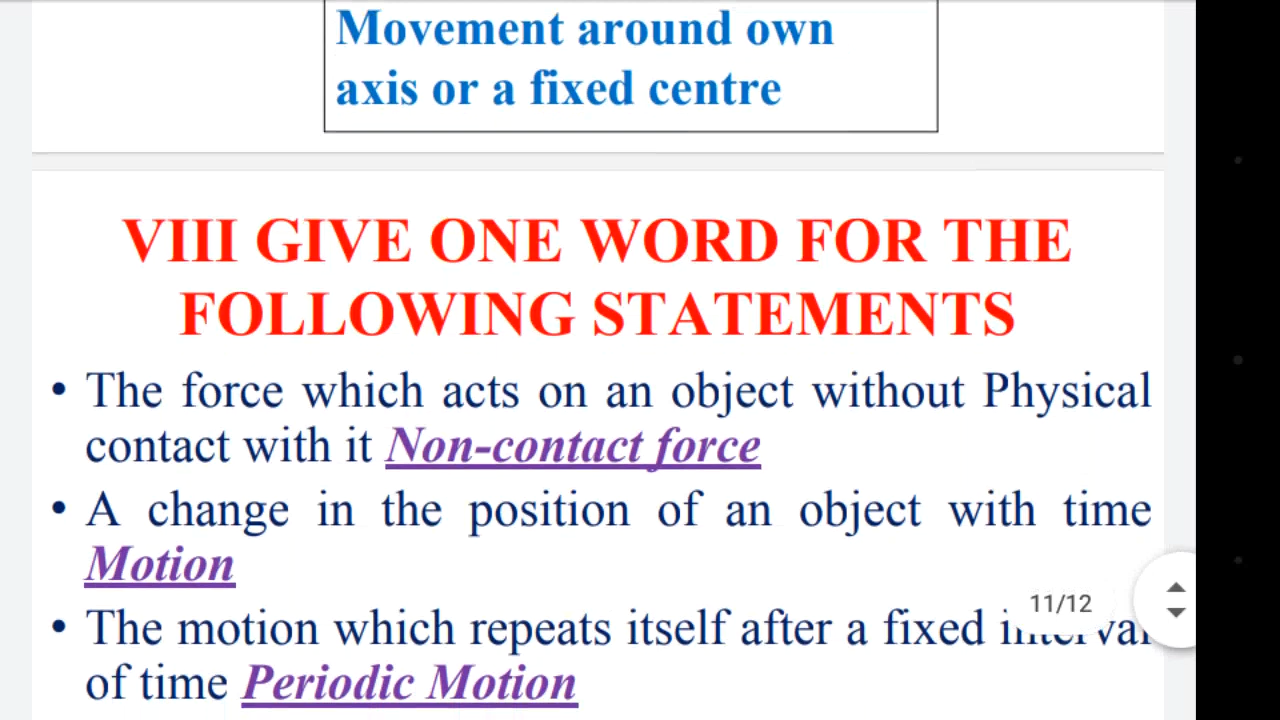 Movement around own
axis or a fixed centre
VIII GIVE ONE WORD FOR THE
FOLLOWING STATEMENTS
• The force which acts on an object without Physical
contact with it Non-contact force
• A change in the position of an object with time
Motion
11/12
• The motion which repeats itself after a fixed interval
of time Periodic Motion